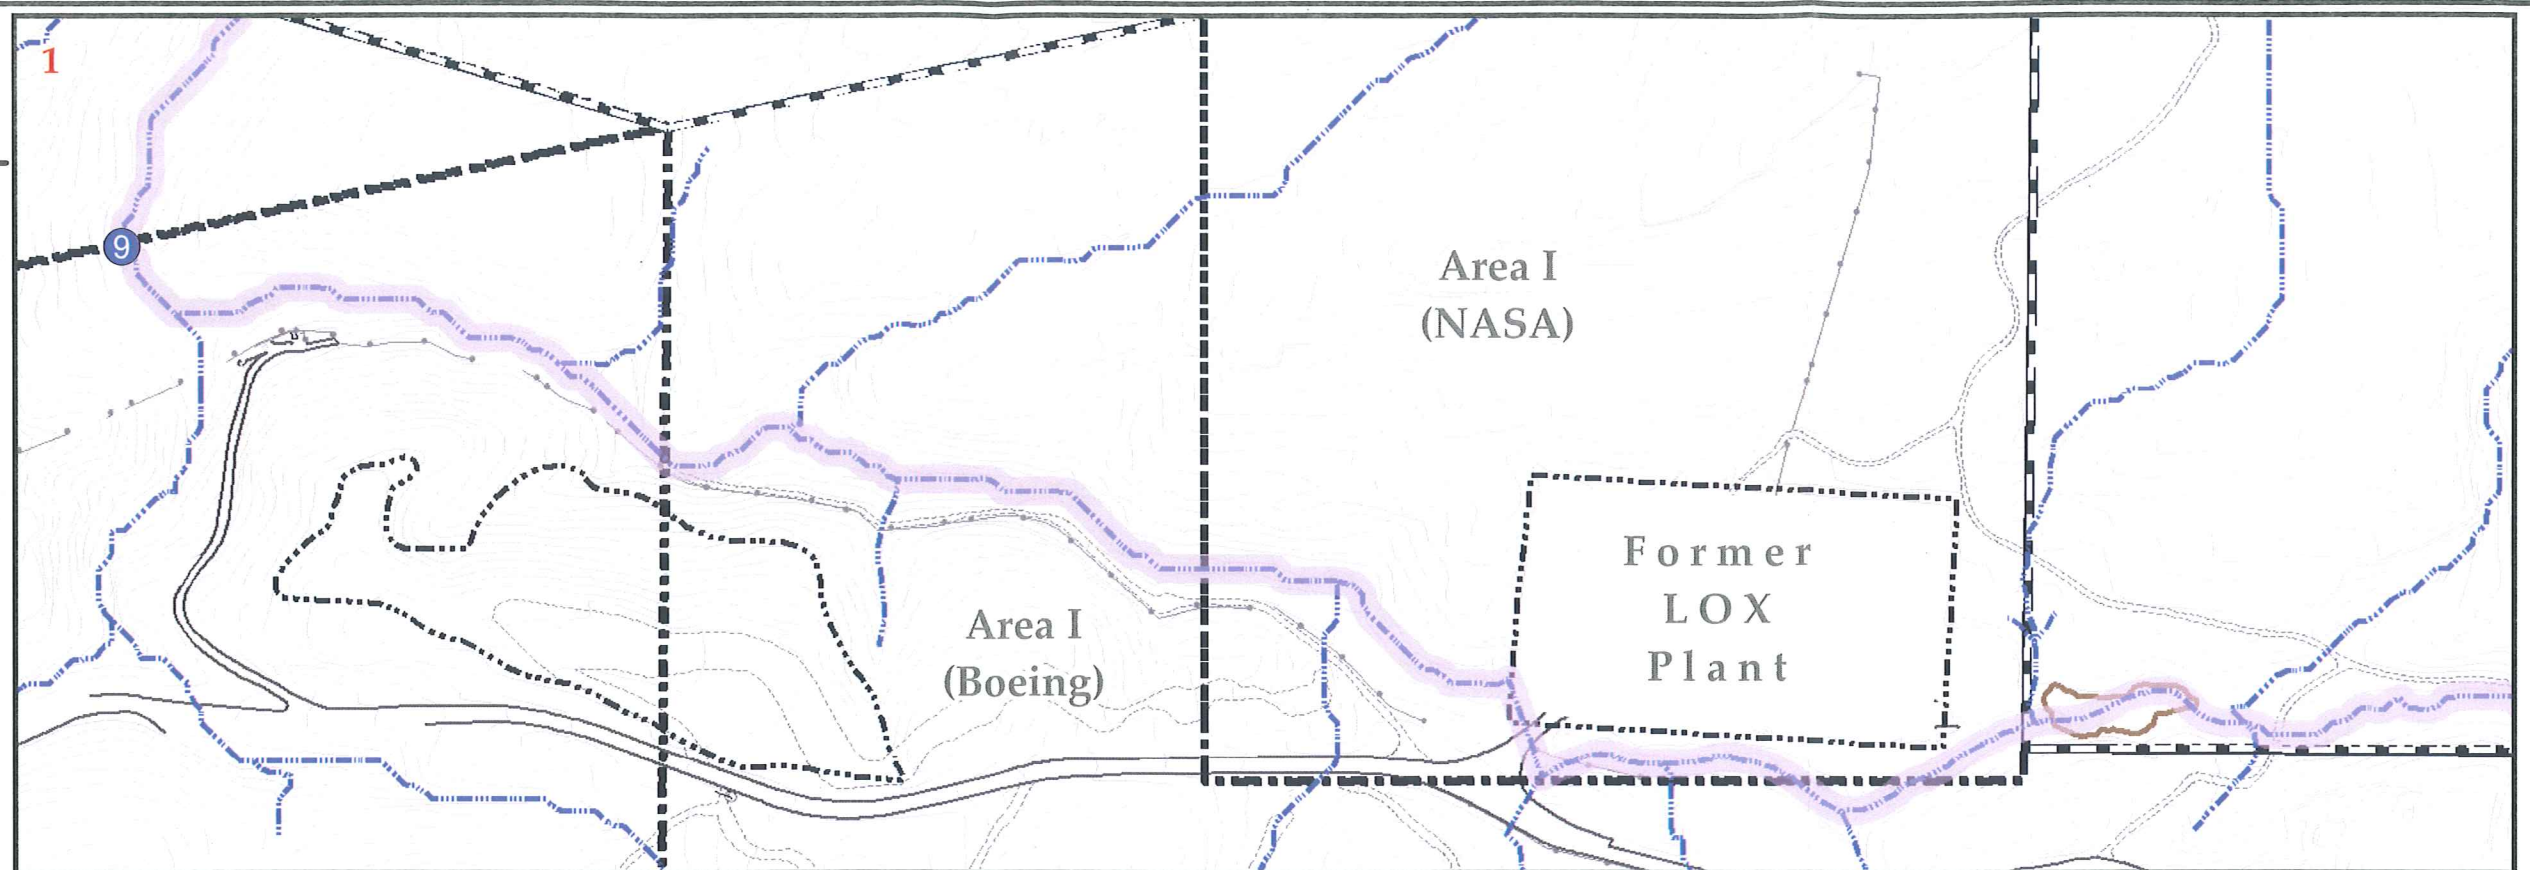 1
9
Area I
(NASA)
Former
LOX
Plant
Area I
(Boeing)